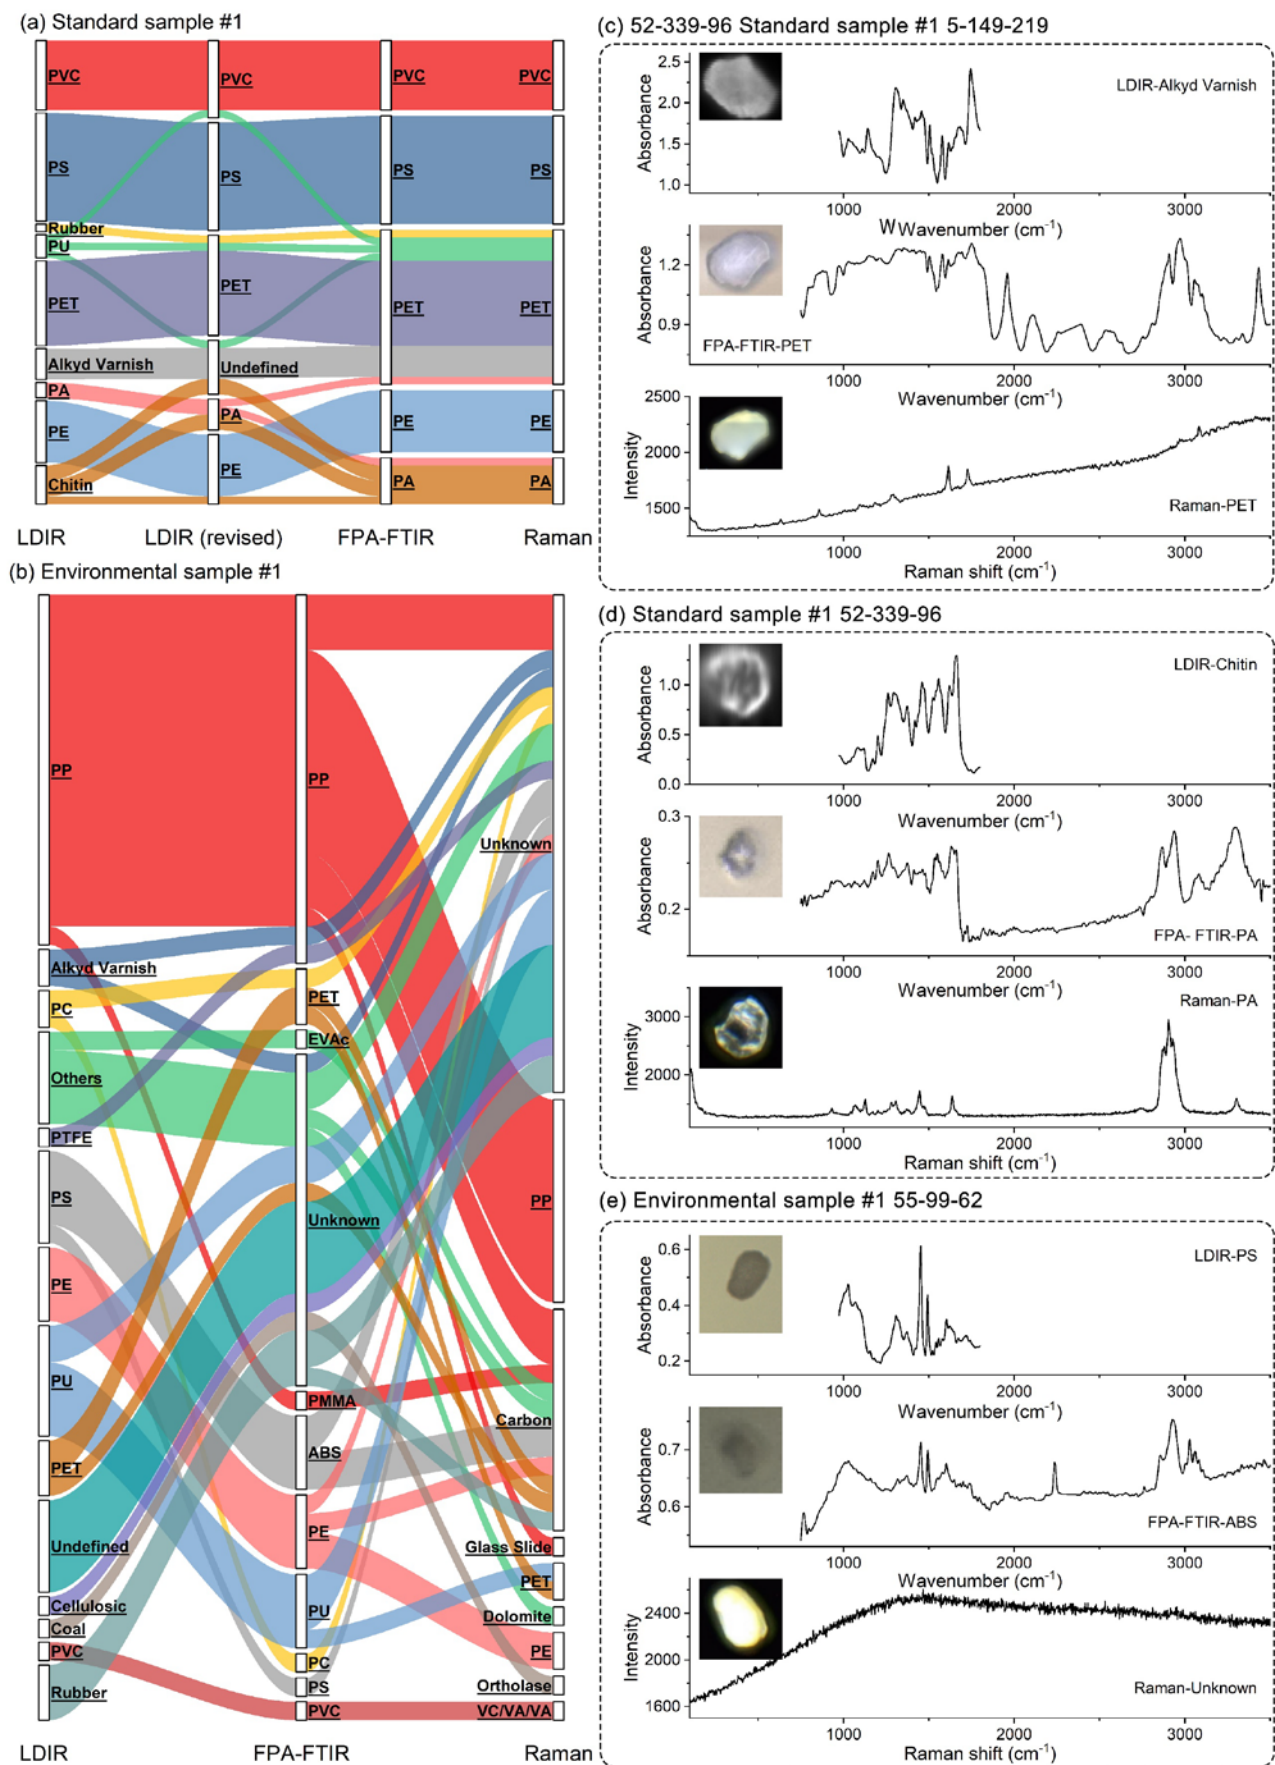 (a) Standard sample #1
PVC PVC PVC PVC
PS PS PS PS
Rubber
PU
PET PET PET PET
Alkyd Varnish Undefined
PA PA
PE PE PE PE
Chitin PA PA
LDIR LDIR (revised) FPA-FTIR Raman
(b) Environmental sample #1
PP PP Unknown
Alkyd Varnish
PC PET
Others EVAc
PTFE
PS Unknown PP
PE
PU PMMA Carbon
PET ABS
Undefined PE Glass Slide
Cellulosic PU PET
Coal Dolomite
PVC PC PE
Rubber PS Ortholase
PVC VC/VA/VA
LDIR FPA-FTIR Raman
(c) 52-339-96 Standard sample #1 5-149-219
LDIR-Alkyd Varnish
Absorbance
2.5
2.0
1.5
1.0
1000 2000 3000
WWavenumber (cm-1)
Absorbance
1.2
0.9
FPA-FTIR-PET
1000 2000 3000
Wavenumber (cm-1)
Intensity
2500
2000
1500
Raman-PET
1000 2000 3000
Raman shift (cm-1)
(d) Standard sample #1 52-339-96
LDIR-Chitin
Absorbance
1.0
0.5
0.0
1000 2000 3000
Wavenumber (cm-1)
Absorbance
0.3
0.2
FPA- FTIR-PA
1000 2000 3000
Wavenumber (cm-1)
Raman-PA
Intensity
3000
2000
1000 2000 3000
Raman shift (cm-1)
(e) Environmental sample #1 55-99-62
LDIR-PS
Absorbance
0.6
0.4
0.2
1000 2000 3000
Wavenumber (cm-1)
Absorbance
0.7
0.6
FPA-FTIR-ABS
1000 2000 3000
Wavenumber (cm-1)
Intensity
2400
2000
1600
Raman-Unknown
1000 2000 3000
Raman shift (cm-1)